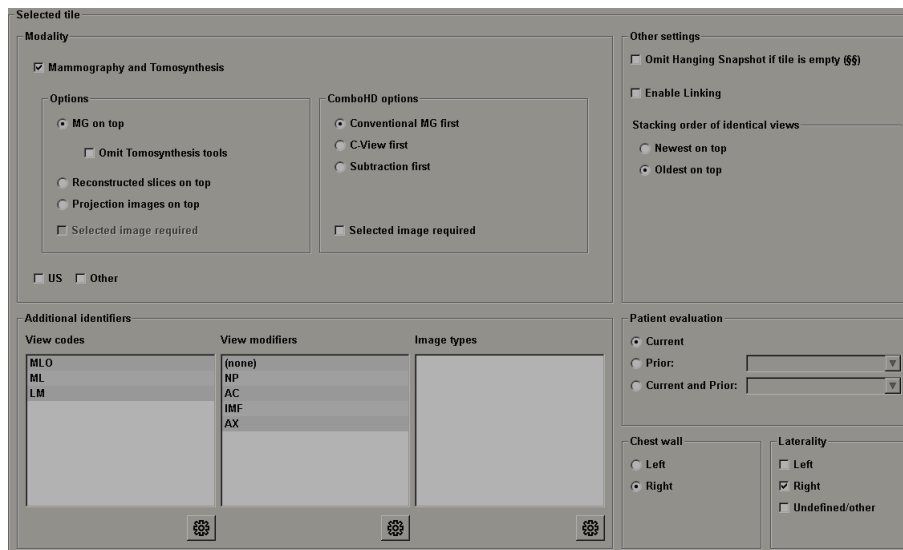 Selected tile
Modality
Mammography and Tomosynthesis
Options
MG on top
Omit Tomosynthesis tools
Reconstructed slices on top
Projection images on top
Selected image required
ComboHD options
Conventional MG first
C-View first
Subtraction first
Selected image required
US Other
Other settings
Omit Hanging Snapshot if tile is empty (§§)
Enable Linking
Stacking order of identical views
Newest on top
Oldest on top
Additional identifiers
View codes
MLO
ML
LM
View modifiers
(none)
NP
AC
IMF
AX
Image types
Patient evaluation
Current
Prior:
Current and Prior:
Chest wall
Left
Right
Laterality
Left
Right
Undefined/other